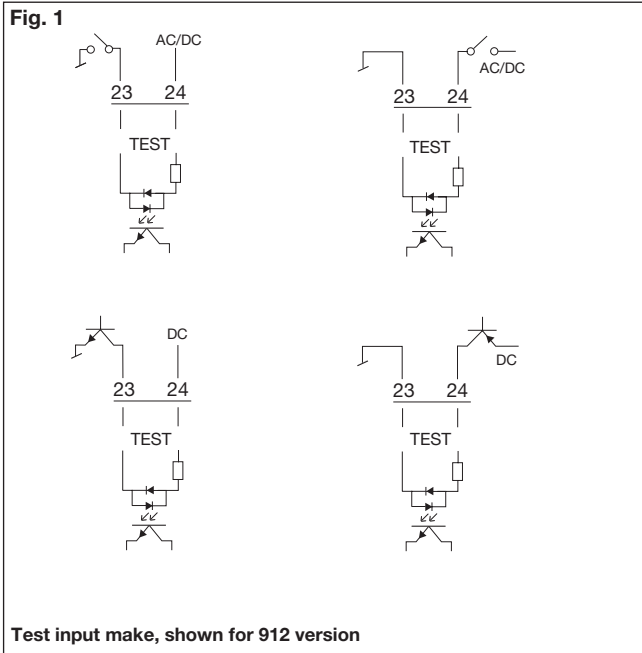 Fig. 1
AC/DC
23 24
TEST
AC/DC
23 24
TEST
DC
23 24
TEST
DC
23 24
TEST
Test input make, shown for 912 version